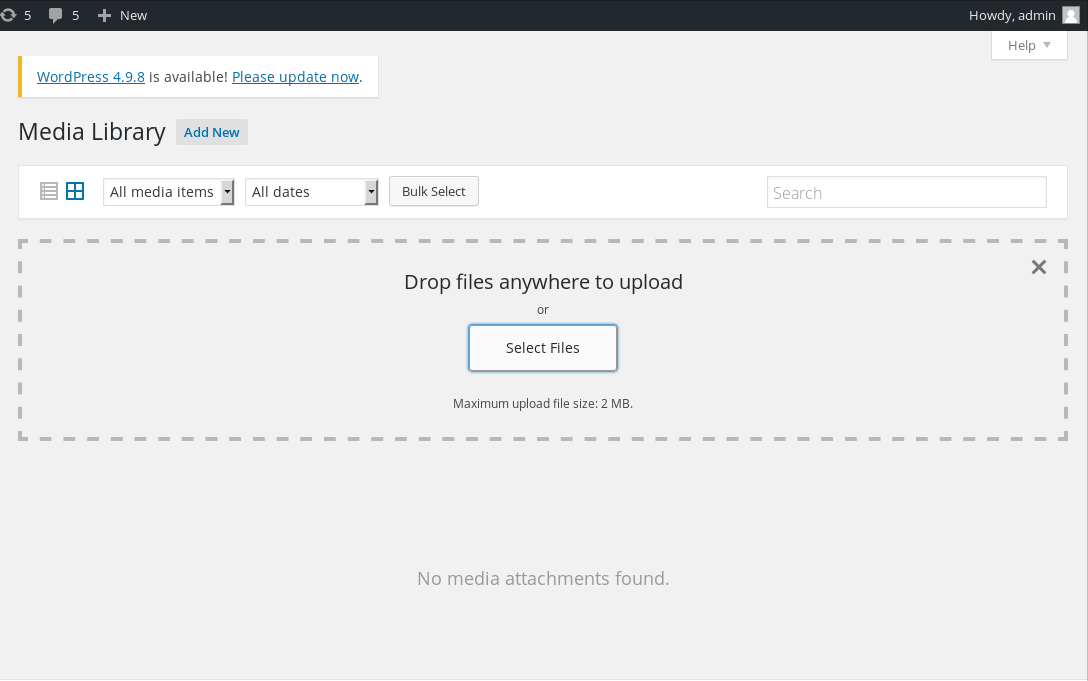 5 5 New Howdy, admin
Help
WordPress 4.9.8 is available! Please update now.
Media Library Add New
All media items All dates Bulk Select Search
Drop files anywhere to upload
or
Select Files
Maximum upload file size: 2 MB.
No media attachments found.